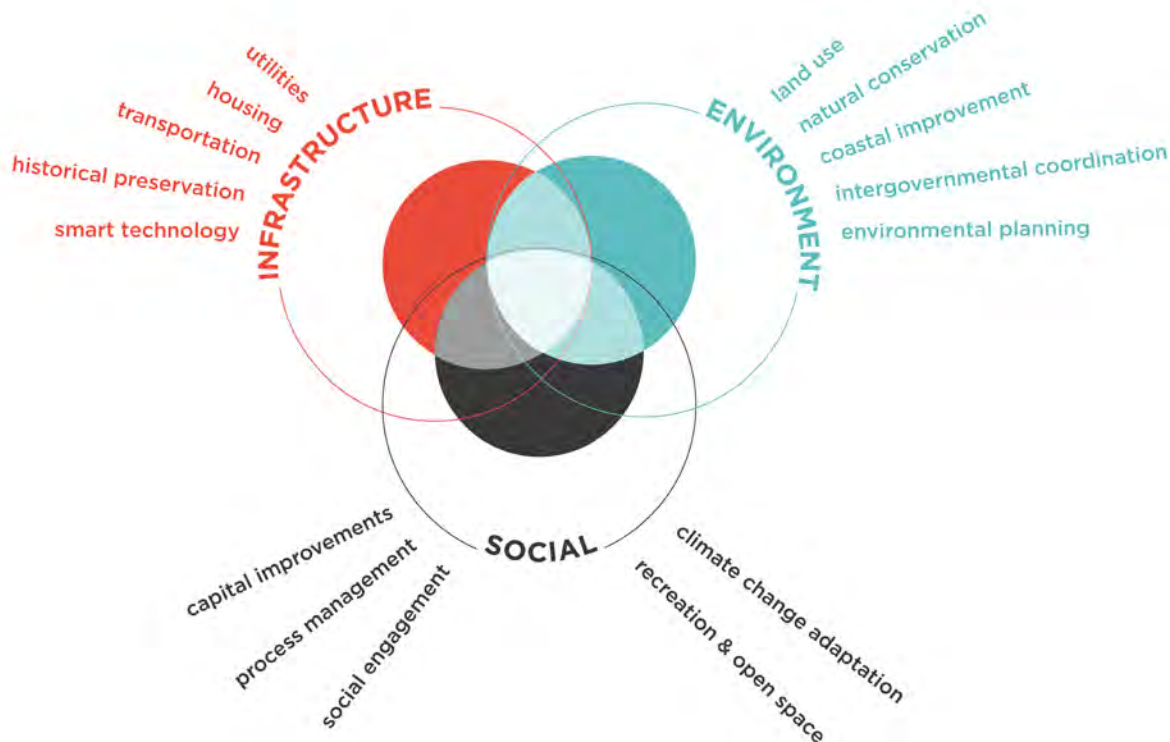 utilities
housing
transportation
historical preservation
smart technology
INFRASTRUCTURE
land use
natural conservation
coastal improvement
intergovernmental coordination
environmental planning
ENVIRONMENT
capital improvements
process management
social engagement
SOCIAL
climate change adaptation
recreation & open space